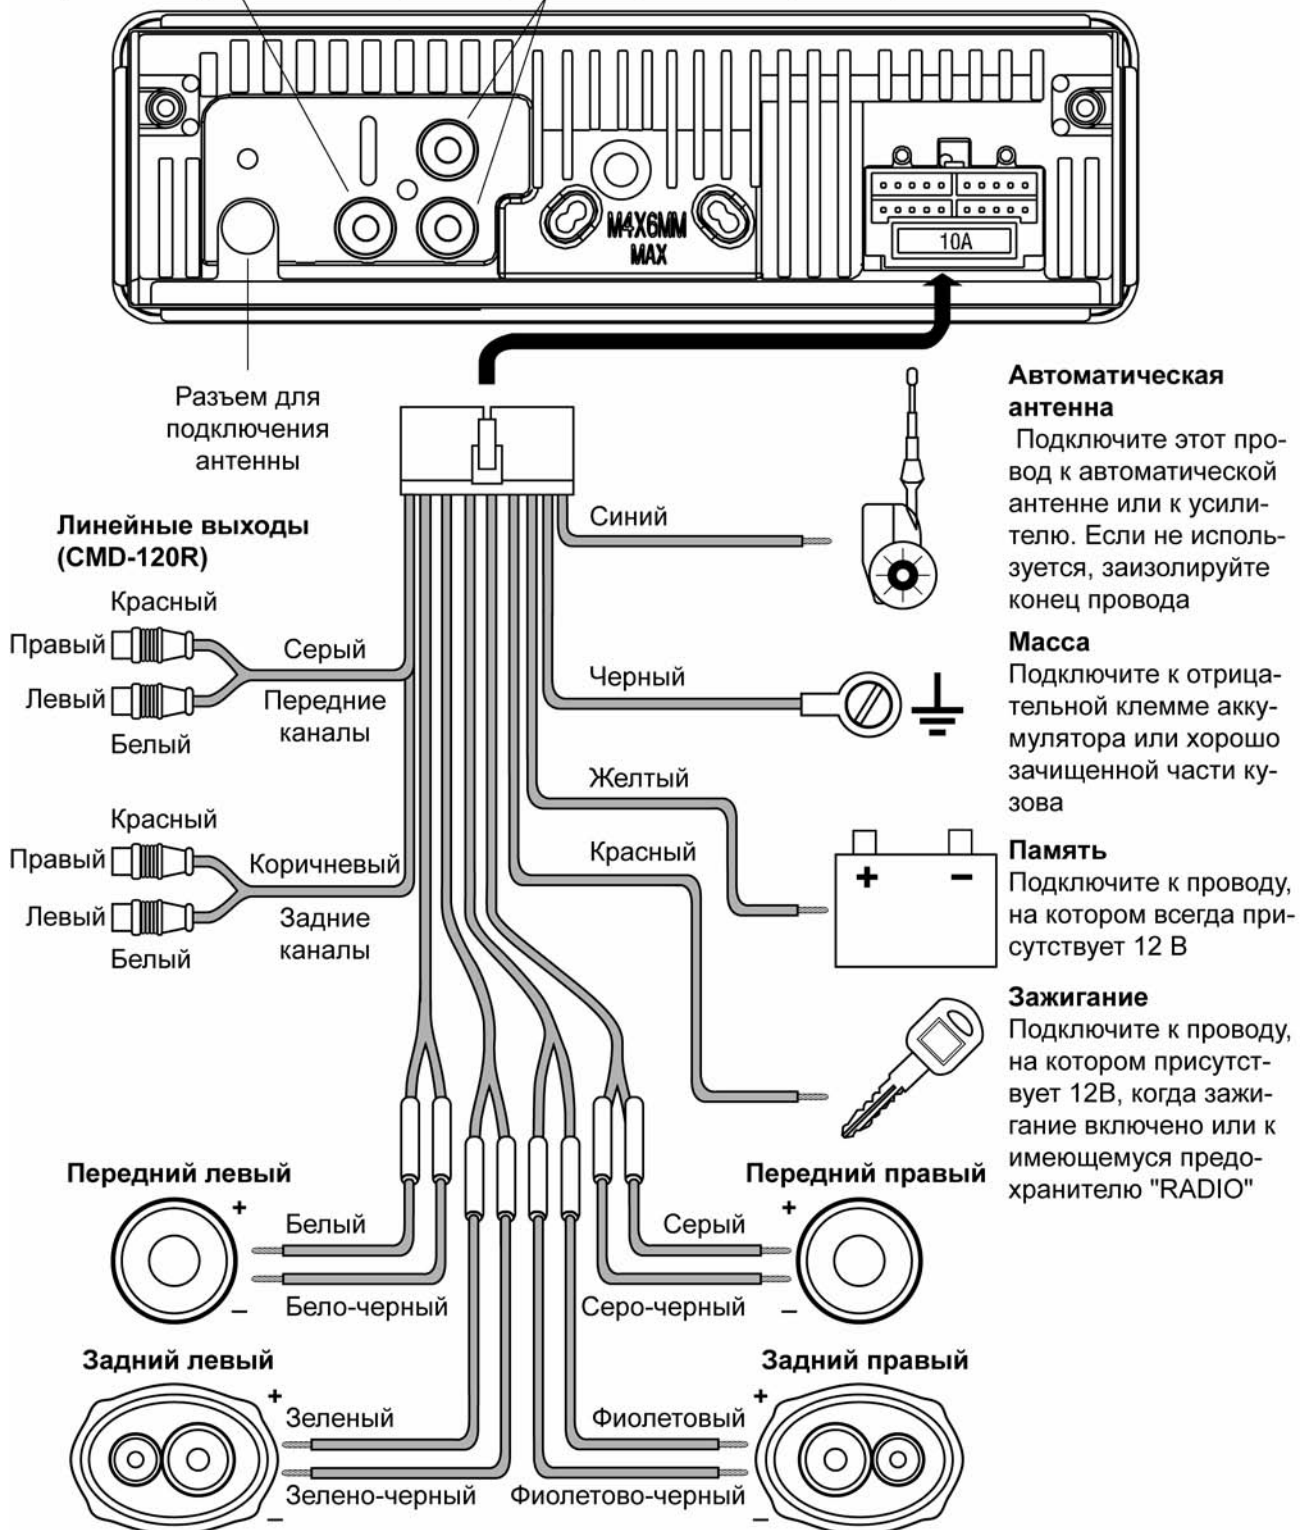 M4X6MM
MAX
10A
Разъем для
подключения
антенны
Линейные выходы
(CMD-120R)
Красный
Правый
Серый
Левый
Передние
каналы
Белый
Красный
Правый
Коричневый
Левый
Задние
каналы
Белый
Синий
Черный
Желтый
Красный
+
–
Автоматическая
антенна
Подключите этот про-
вод к автоматической
антенне или к усили-
телю. Если не исполь-
зуется, заизолируйте
конец провода
Масса
Подключите к отрица-
тельной клемме акку-
мулятора или хорошо
зачищенной части ку-
зова
Память
Подключите к проводу,
на котором всегда при-
сутствует 12 В
Зажигание
Подключите к проводу,
на котором присутст-
вует 12В, когда зажи-
гание включено или к
имеющемуся предо-
хранителю "RADIO"
Передний левый
+
Белый
Бело-черный
–
Передний правый
+
Серый
Серо-черный
–
Задний левый
+
Зеленый
Зелено-черный
–
Задний правый
+
Фиолетовый
Фиолетово-черный
–